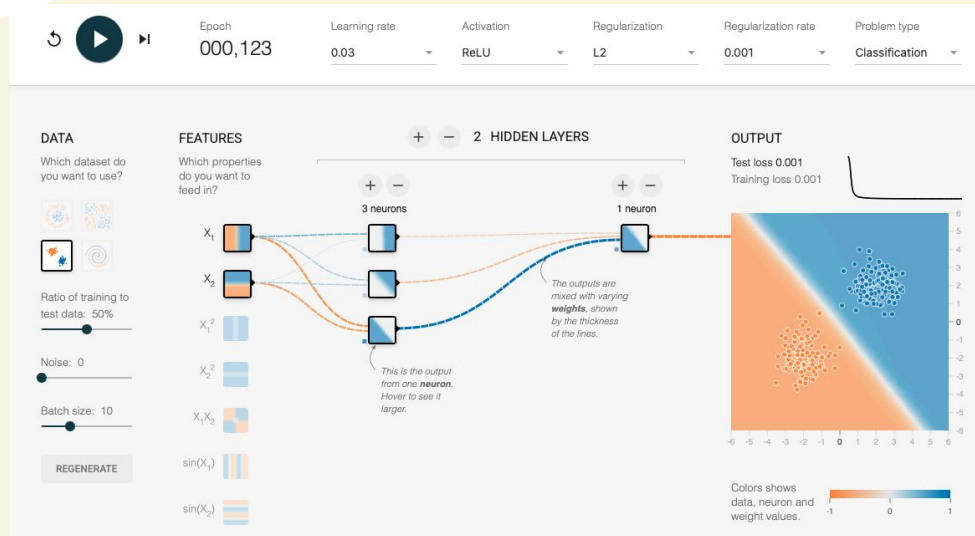 Epoch
000,123
Learning rate
0.03
Activation
ReLU
Regularization
L2
Regularization rate
0.001
Problem type
Classification
DATA
Which dataset do
you want to use?
Ratio of training to
test data: 50%
Noise: 0
Batch size: 10
REGENERATE
FEATURES
Which properties
do you want to
feed in?
X₁
X₂
X₁²
X₂²
X₁X₂
sin(X₁)
sin(X₂)
+ − 2 HIDDEN LAYERS
+ −
3 neurons
+ −
1 neuron
The outputs are
mixed with varying
weights, shown
by the thickness
of the lines.
This is the output
from one neuron.
Hover to see it
larger.
OUTPUT
Test loss 0.001
Training loss 0.001
6
5
4
3
2
1
0
-1
-2
-3
-4
-5
-6
-6 -5 -4 -3 -2 -1 0 1 2 3 4 5 6
Colors shows
data, neuron and
weight values.
-1 0 1